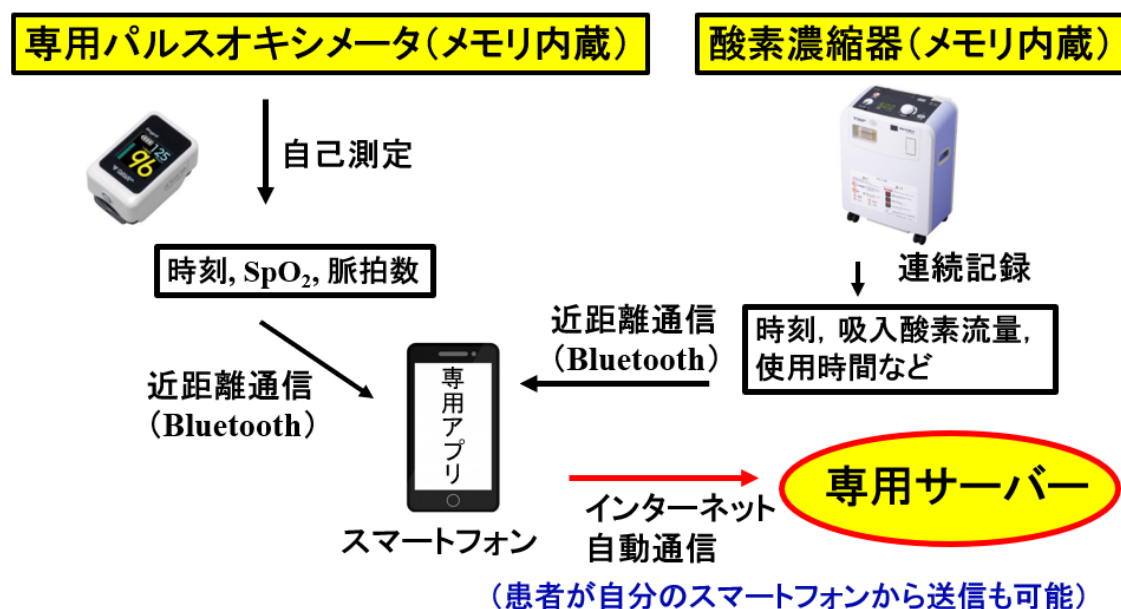 専用パルスオキシメータ（メモリ内蔵）
酸素濃縮器（メモリ内蔵）
125
96
自己測定
連続記録
時刻, SpO₂, 脈拍数
時刻，吸入酸素流量，
使用時間など
近距離通信
（Bluetooth）
近距離通信
（Bluetooth）
専用アプリ
スマートフォン
インターネット
自動通信
専用サーバー
（患者が自分のスマートフォンから送信も可能）